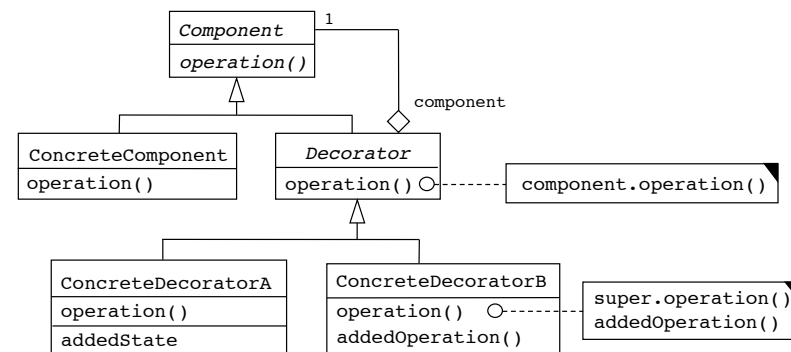 Component
1
operation()
component
ConcreteComponent
operation()
Decorator
operation()
component.operation()
ConcreteDecoratorA
operation()
addedState
ConcreteDecoratorB
operation()
addedOperation()
super.operation()
addedOperation()